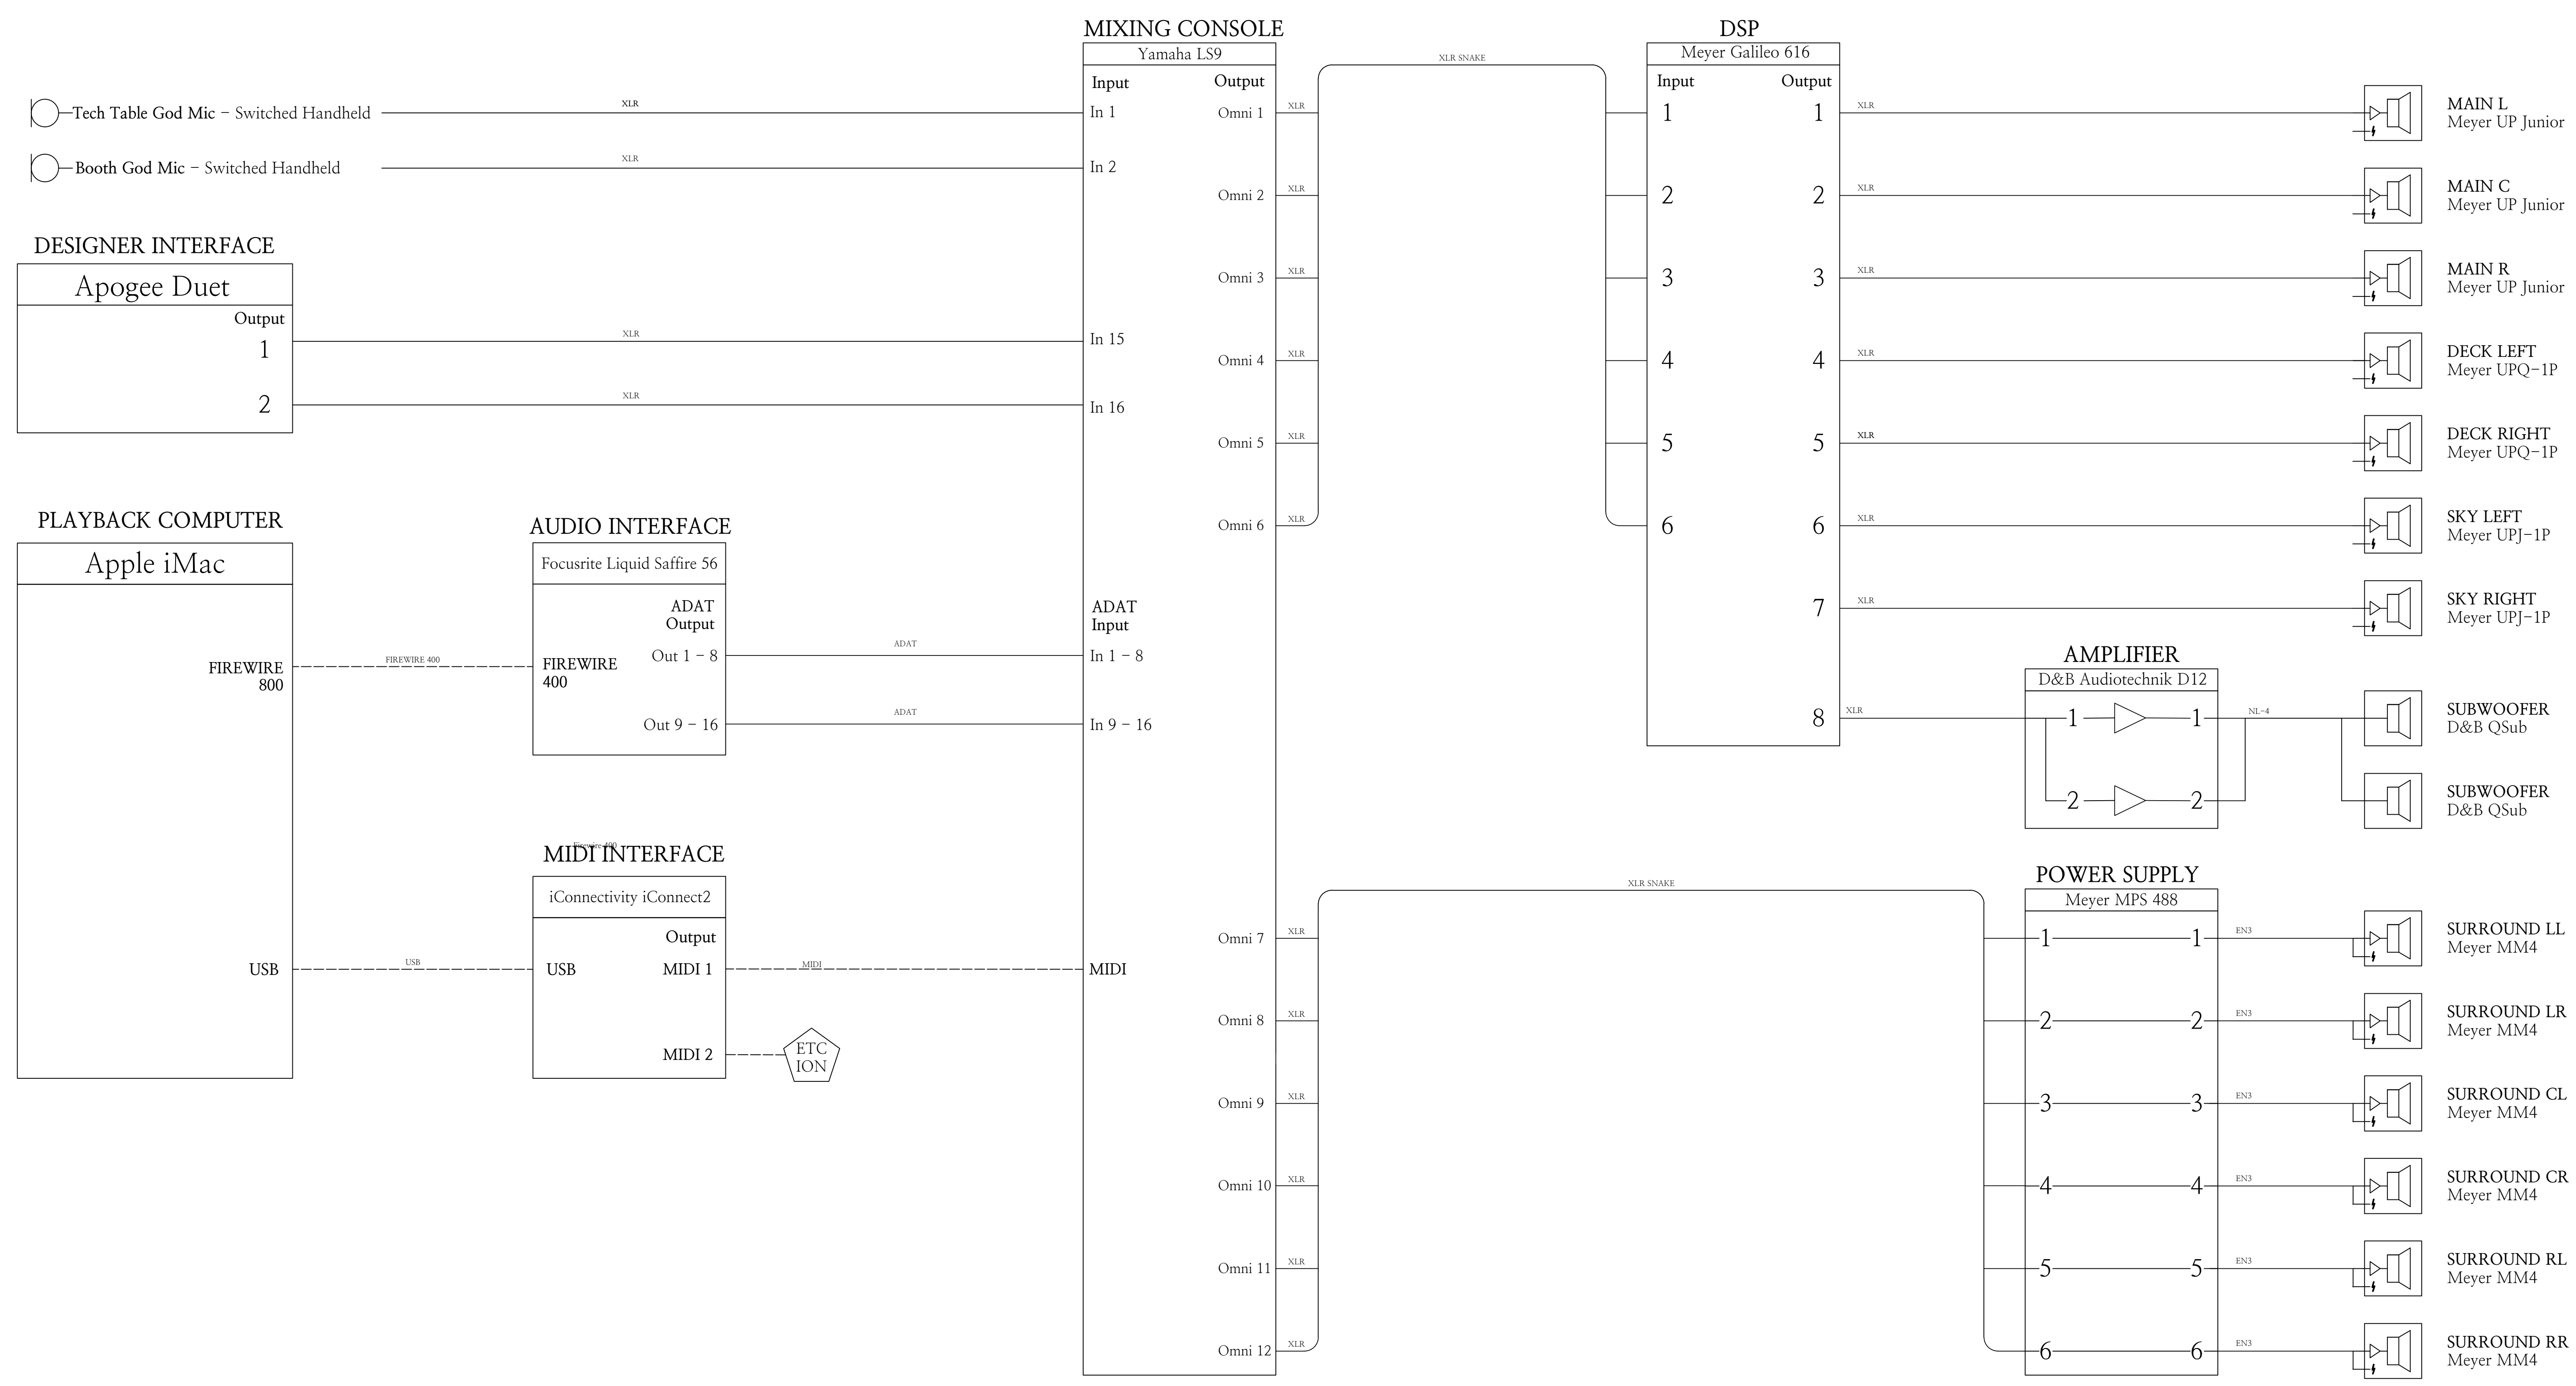 MIXING CONSOLE
Yamaha LS9
Input
Output
In 1
In 2
In 15
In 16
ADAT
Input
In 1 - 8
In 9 - 16
MIDI
Omni 1
XLR
Omni 2
XLR
Omni 3
XLR
Omni 4
XLR
Omni 5
XLR
Omni 6
XLR
Omni 7
XLR
Omni 8
XLR
Omni 9
XLR
Omni 10
XLR
Omni 11
XLR
Omni 12
XLR
Tech Table God Mic - Switched Handheld
XLR
Booth God Mic - Switched Handheld
XLR
DESIGNER INTERFACE
Apogee Duet
Output
1
XLR
2
XLR
PLAYBACK COMPUTER
Apple iMac
FIREWIRE
800
FIREWIRE 400
USB
USB
AUDIO INTERFACE
Focusrite Liquid Saffire 56
ADAT
Output
FIREWIRE
400
Out 1 - 8
ADAT
Out 9 - 16
ADAT
Firewire 400
MIDI INTERFACE
iConnectivity iConnect2
Output
USB
MIDI 1
MIDI
MIDI 2
ETC
ION
XLR SNAKE
DSP
Meyer Galileo 616
Input
Output
1
1
XLR
2
2
XLR
3
3
XLR
4
4
XLR
5
5
XLR
6
6
XLR
7
XLR
8
XLR
MAIN L
Meyer UP Junior
MAIN C
Meyer UP Junior
MAIN R
Meyer UP Junior
DECK LEFT
Meyer UPQ-1P
DECK RIGHT
Meyer UPQ-1P
SKY LEFT
Meyer UPJ-1P
SKY RIGHT
Meyer UPJ-1P
AMPLIFIER
D&B Audiotechnik D12
1
1
NL-4
2
2
SUBWOOFER
D&B QSub
SUBWOOFER
D&B QSub
XLR SNAKE
POWER SUPPLY
Meyer MPS 488
1
1
EN3
2
2
EN3
3
3
EN3
4
4
EN3
5
5
EN3
6
6
EN3
SURROUND LL
Meyer MM4
SURROUND LR
Meyer MM4
SURROUND CL
Meyer MM4
SURROUND CR
Meyer MM4
SURROUND RL
Meyer MM4
SURROUND RR
Meyer MM4